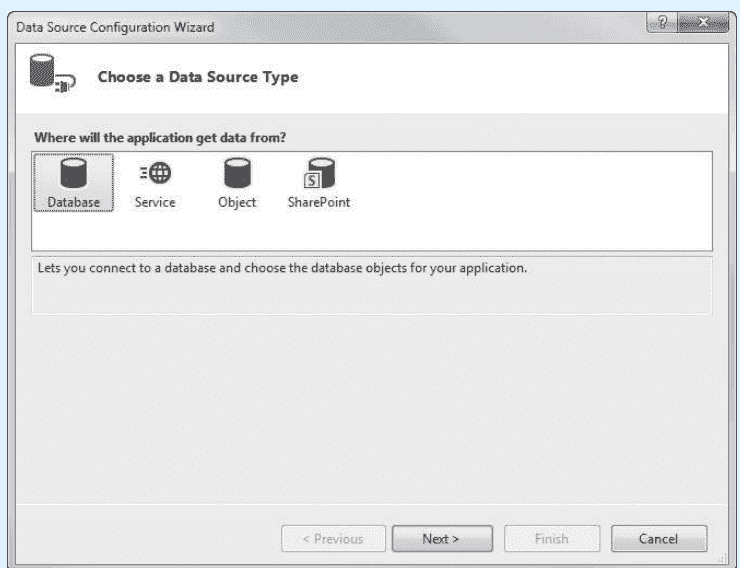 Data Source Configuration Wizard
Choose a Data Source Type
Where will the application get data from?
Database Service Object SharePoint
Lets you connect to a database and choose the database objects for your application.
< Previous Next > Finish Cancel